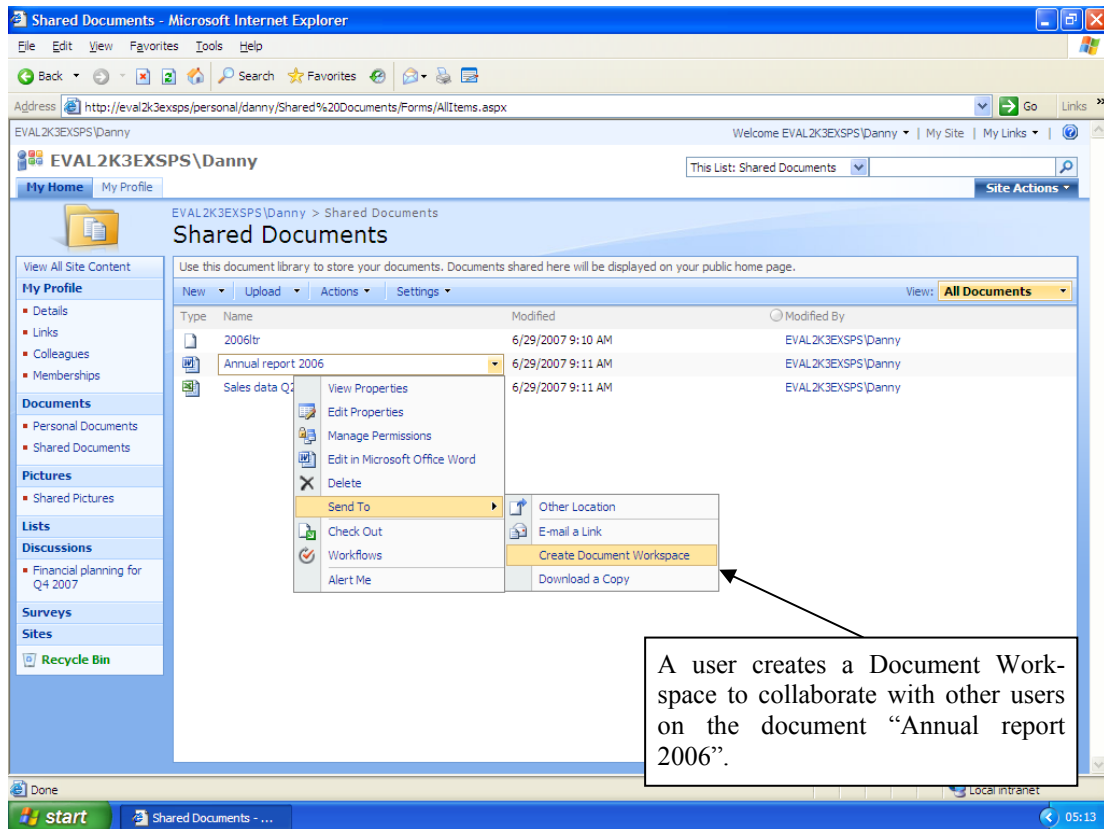 Shared Documents - Microsoft Internet Explorer
File Edit View Favorites Tools Help
Back Search Favorites
Address http://eval2k3exsps/personal/danny/Shared%20Documents/Forms/AllItems.aspx Go Links »
EVAL2K3EXSPS\Danny Welcome EVAL2K3EXSPS\Danny | My Site | My Links |
EVAL2K3EXSPS\Danny This List: Shared Documents
My Home My Profile Site Actions
EVAL2K3EXSPS\Danny > Shared Documents
Shared Documents
View All Site Content
My Profile
Details
Links
Colleagues
Memberships
Documents
Personal Documents
Shared Documents
Pictures
Shared Pictures
Lists
Discussions
Financial planning for
Q4 2007
Surveys
Sites
Recycle Bin
Use this document library to store your documents. Documents shared here will be displayed on your public home page.
New Upload Actions Settings View: All Documents
Type Name Modified Modified By
2006ltr 6/29/2007 9:10 AM EVAL2K3EXSPS\Danny
Annual report 2006 6/29/2007 9:11 AM EVAL2K3EXSPS\Danny
Sales data Q2 6/29/2007 9:11 AM EVAL2K3EXSPS\Danny
View Properties
Edit Properties
Manage Permissions
Edit in Microsoft Office Word
Delete
Send To
Check Out
Workflows
Alert Me
Other Location
E-mail a Link
Create Document Workspace
Download a Copy
A user creates a Document Work-
space to collaborate with other users
on the document “Annual report
2006”.
Done Local intranet
start Shared Documents - ... 05:13